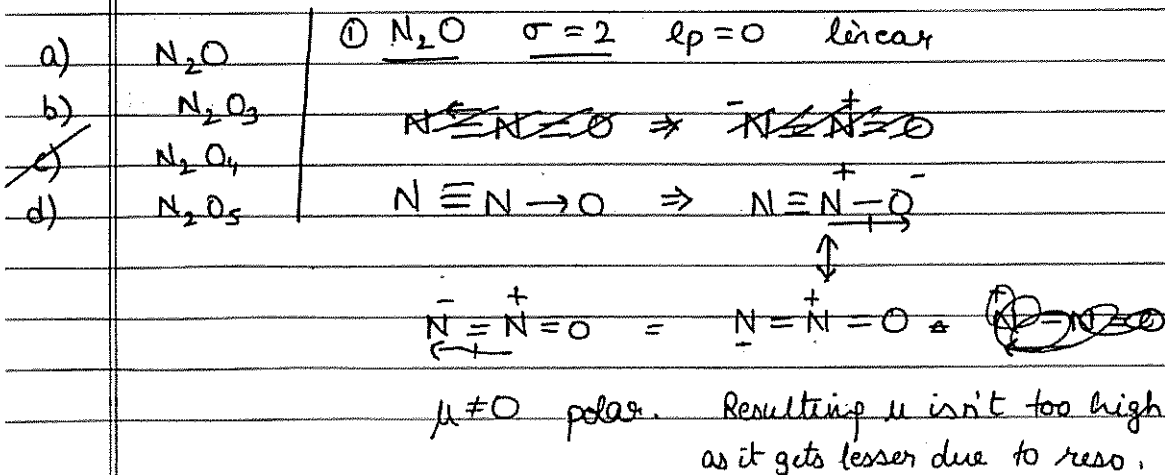 a) N₂O
b) N₂O₃
c) N₂O₄
d) N₂O₅
① N₂O σ = 2 lp = 0 linear
N ≡ N = O ⇒ N⁻ ≡ N⁺ = O
N ≡ N → O ⇒ N ≡ N⁺ — O⁻
↕
N⁻ = N⁺ = O = N⁻ = N⁺ = O
μ ≠ 0 polar. Resulting μ isn't too high
as it gets lesser due to reso.